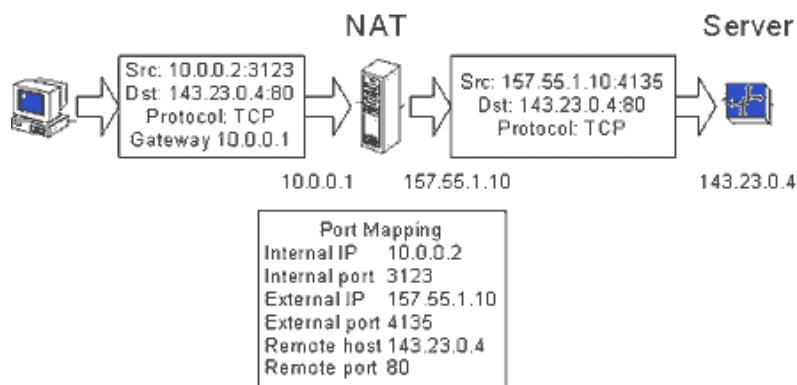 NAT
Server
Src: 10.0.0.2:3123
Dst: 143.23.0.4:80
Protocol: TCP
Gateway 10.0.0.1
Src: 157.55.1.10:4135
Dst: 143.23.0.4:80
Protocol: TCP
10.0.0.1
157.55.1.10
143.23.0.4
Port Mapping
Internal IP 10.0.0.2
Internal port 3123
External IP 157.55.1.10
External port 4135
Remote host 143.23.0.4
Remote port 80